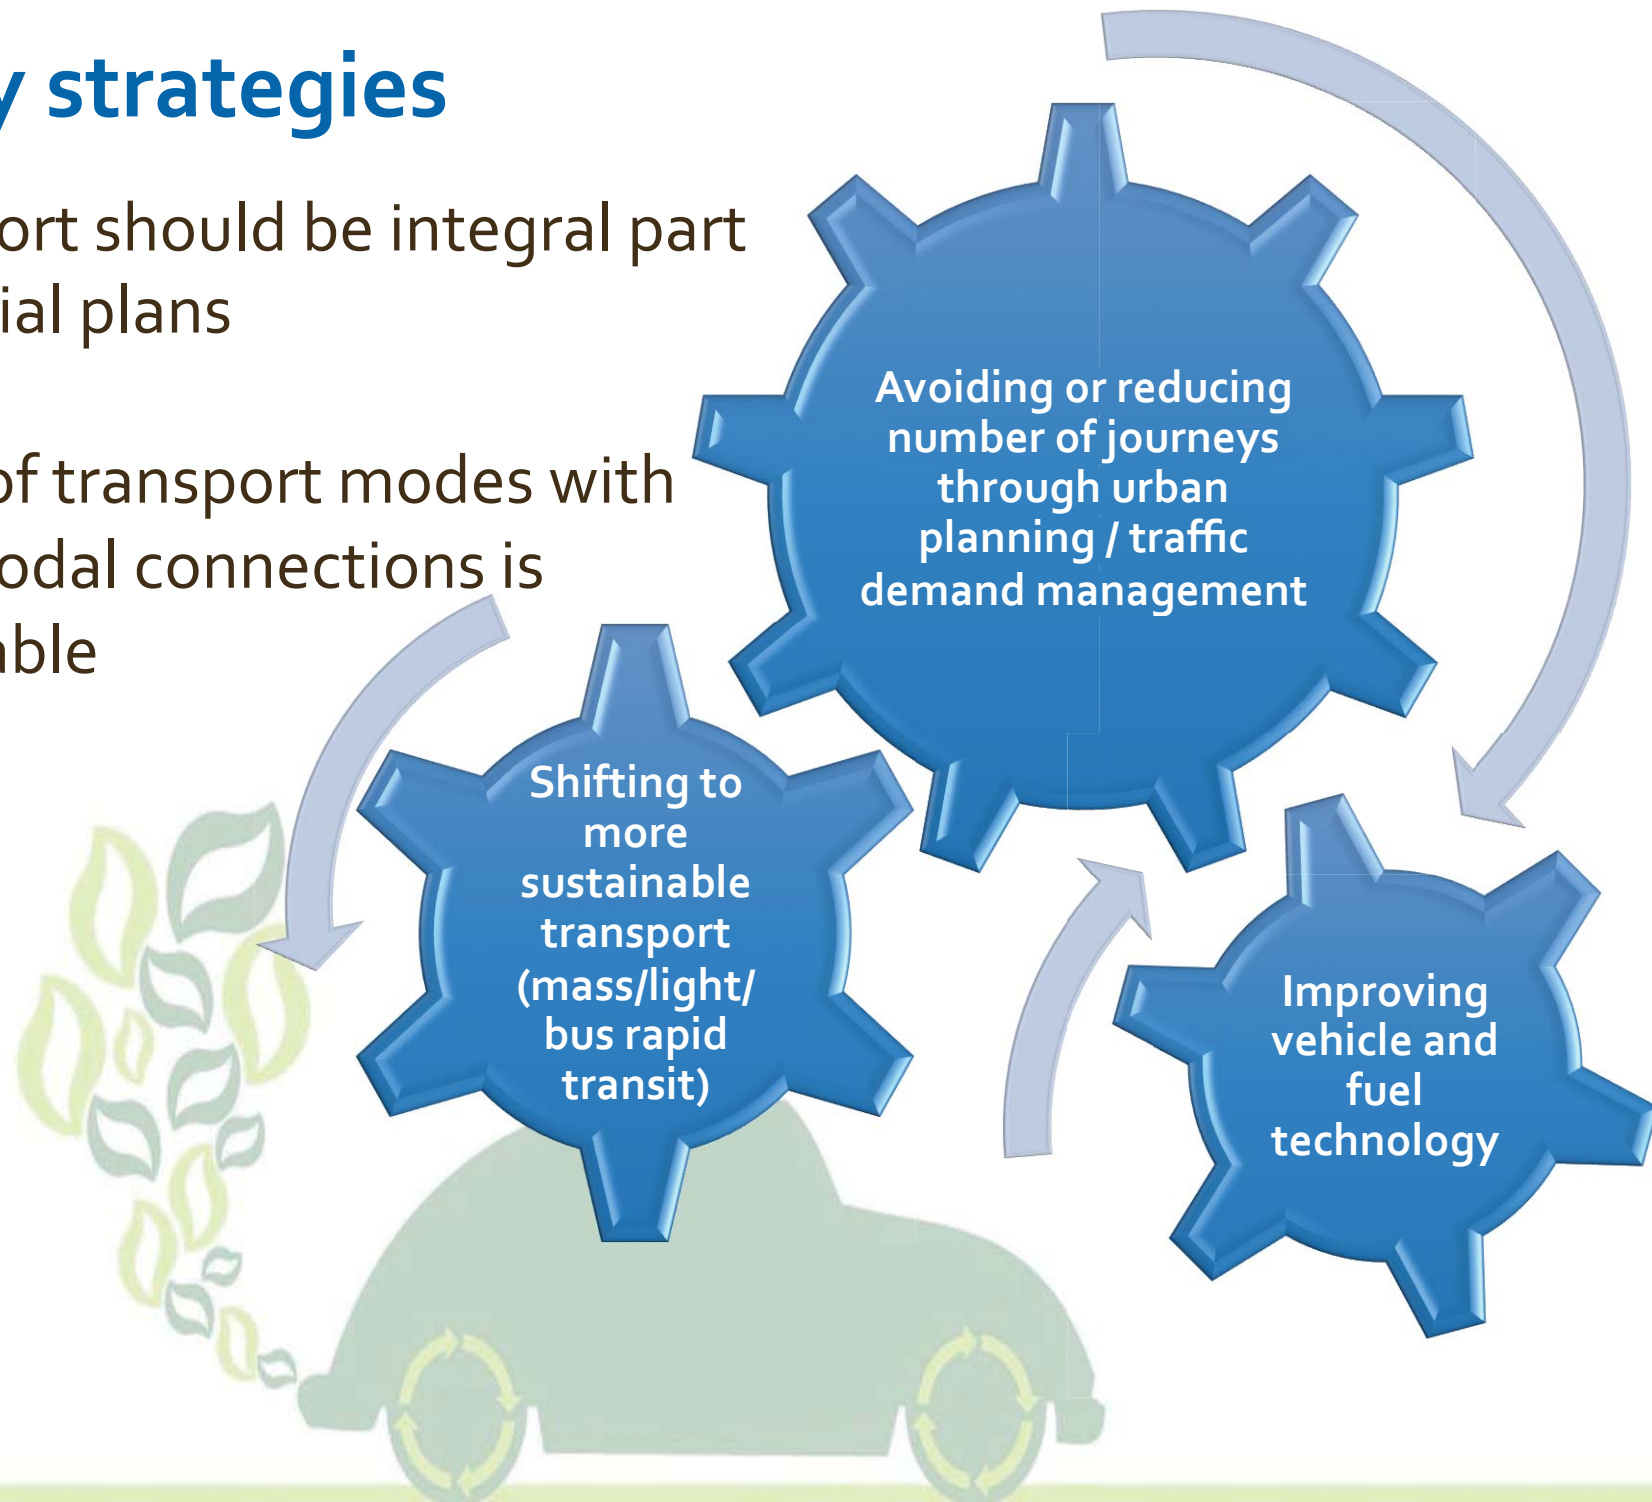 y strategies
ort should be integral part
ial plans
of transport modes with
odal connections is
able
Avoiding or reducing
number of journeys
through urban
planning / traffic
demand management
Shifting to
more
sustainable
transport
(mass/light/
bus rapid
transit)
Improving
vehicle and
fuel
technology